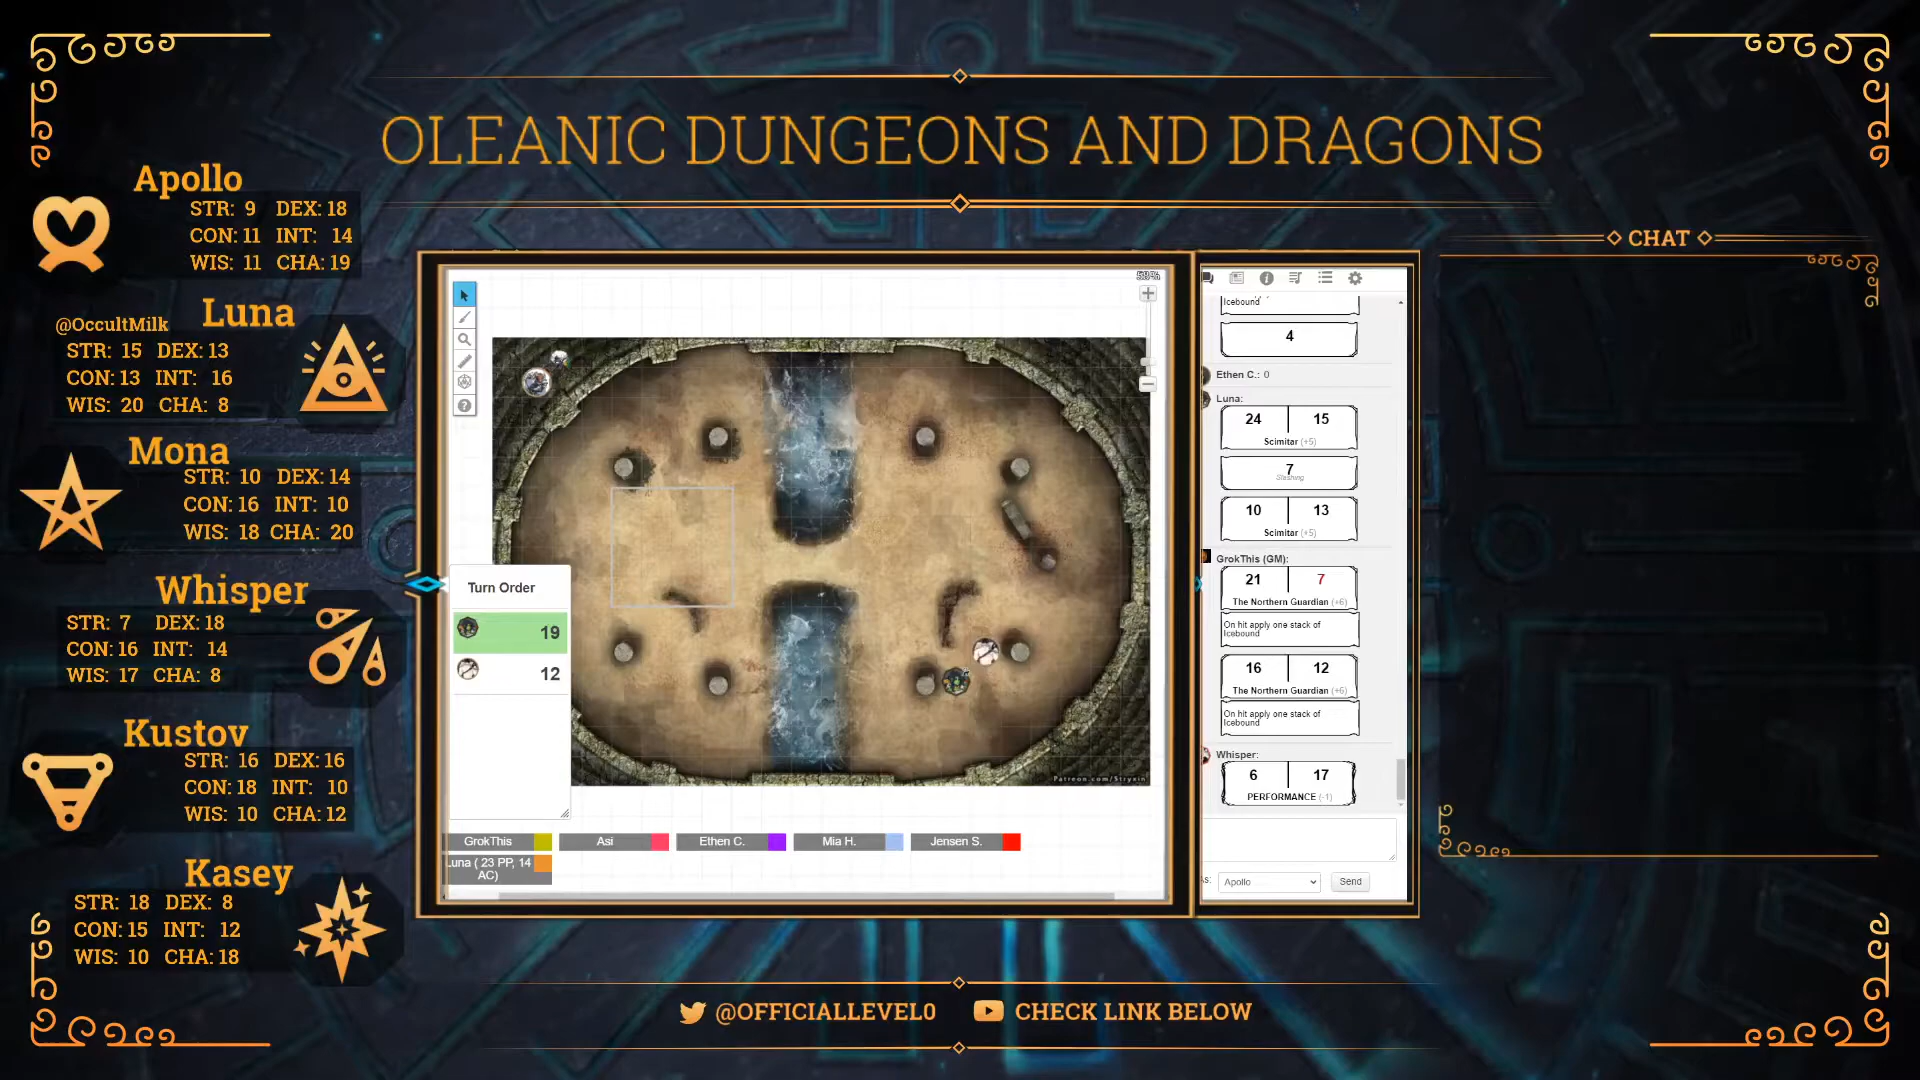 OLEANIC DUNGEONS AND DRAGONS
Apollo
STR: 9 DEX: 18
CON: 11 INT: 14
WIS: 11 CHA: 19
Luna
@OccultMilk
STR: 15 DEX: 13
CON: 13 INT: 16
WIS: 20 CHA: 8
Mona
STR: 10 DEX: 14
CON: 16 INT: 10
WIS: 18 CHA: 20
Whisper
STR: 7 DEX: 18
CON: 16 INT: 14
WIS: 17 CHA: 8
Kustov
STR: 16 DEX: 16
CON: 18 INT: 10
WIS: 10 CHA: 12
Kasey
STR: 18 DEX: 8
CON: 15 INT: 12
WIS: 10 CHA: 18
Turn Order
19
12
Patreon.com/Stryxin
GrokThis
Asi
Ethen C.
Mia H.
Jensen S.
Luna ( 23 PP, 14
AC)
Icebound
4
Ethen C.: 0
Luna:
24 15
Scimitar (+5)
7
Slashing
10 13
Scimitar (+5)
GrokThis (GM):
21 7
The Northern Guardian (+6)
On hit apply one stack of
Icebound
16 12
The Northern Guardian (+6)
On hit apply one stack of
Icebound
Whisper:
6 17
PERFORMANCE (-1)
Apollo
Send
CHAT
@OFFICIALLEVEL0
CHECK LINK BELOW